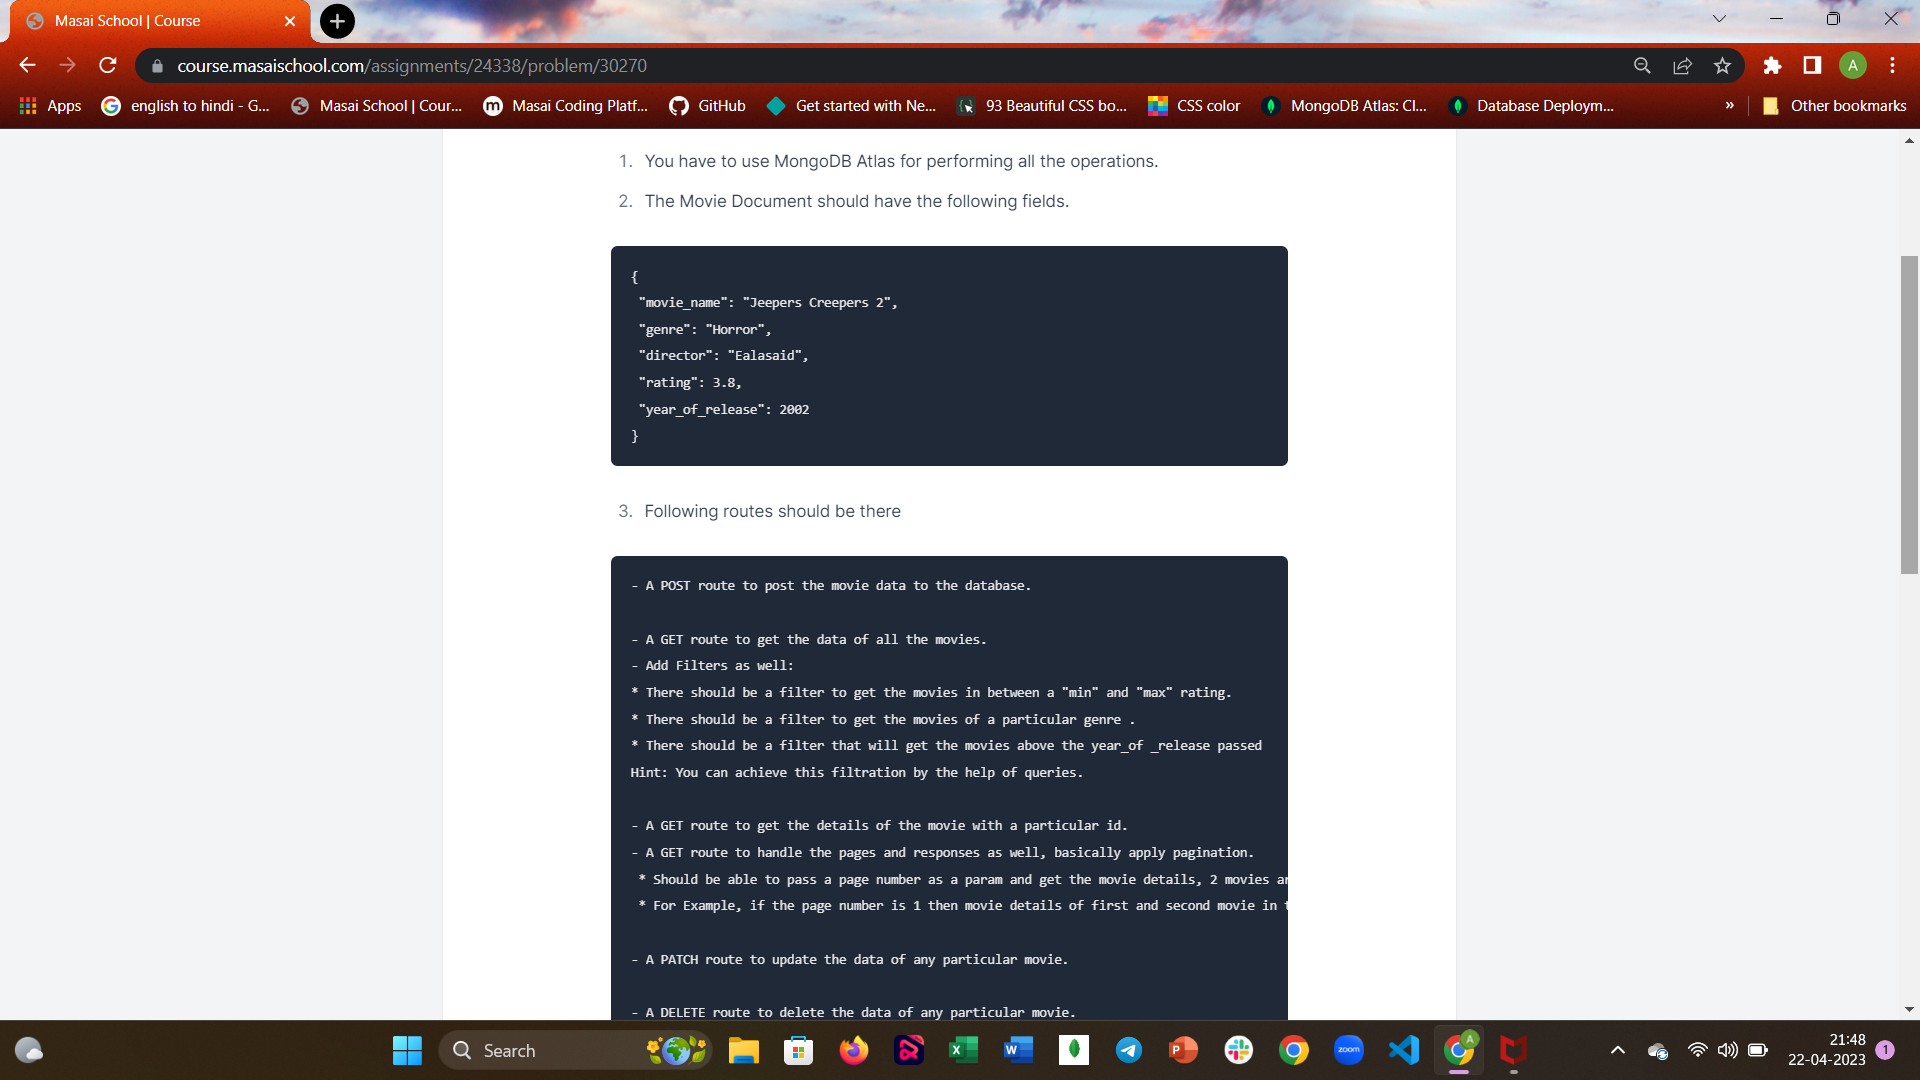 Masai School | Course
course.masaischool.com/assignments/24338/problem/30270
A
Apps
english to hindi - G...
Masai School | Cour...
Masai Coding Platf...
GitHub
Get started with Ne...
93 Beautiful CSS bo...
CSS color
MongoDB Atlas: Cl...
Database Deploym...
»
Other bookmarks
1. You have to use MongoDB Atlas for performing all the operations.
2. The Movie Document should have the following fields.
{
"movie_name": "Jeepers Creepers 2",
"genre": "Horror",
"director": "Ealasaid",
"rating": 3.8,
"year_of_release": 2002
}
3. Following routes should be there
- A POST route to post the movie data to the database.
- A GET route to get the data of all the movies.
- Add Filters as well:
* There should be a filter to get the movies in between a "min" and "max" rating.
* There should be a filter to get the movies of a particular genre .
* There should be a filter that will get the movies above the year_of _release passed
Hint: You can achieve this filtration by the help of queries.
- A GET route to get the details of the movie with a particular id.
- A GET route to handle the pages and responses as well, basically apply pagination.
* Should be able to pass a page number as a param and get the movie details, 2 movies
* For Example, if the page number is 1 then movie details of first and second movie in
- A PATCH route to update the data of any particular movie.
- A DELETE route to delete the data of any particular movie.
Search
zoom
A
21:48
22-04-2023
1